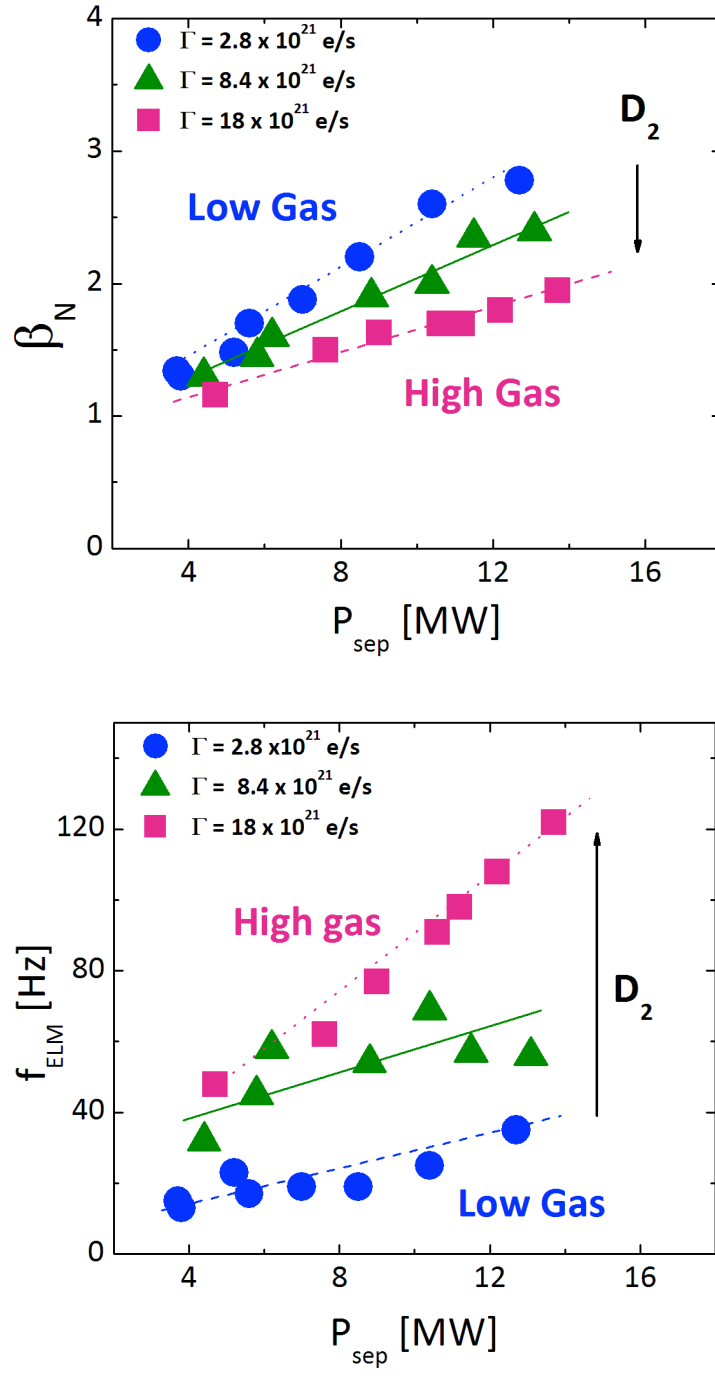 4
3
2
1
0
Γ = 2.8 x 10²¹ e/s
Γ = 8.4 x 10²¹ e/s
Γ = 18 x 10²¹ e/s
D₂
Low Gas
High Gas
β_N
4 8 12 16
P_sep [MW]
120
80
40
0
Γ = 2.8 x10²¹ e/s
Γ = 8.4 x 10²¹ e/s
Γ = 18 x 10²¹ e/s
High gas
D₂
Low Gas
f_ELM [Hz]
4 8 12 16
P_sep [MW]